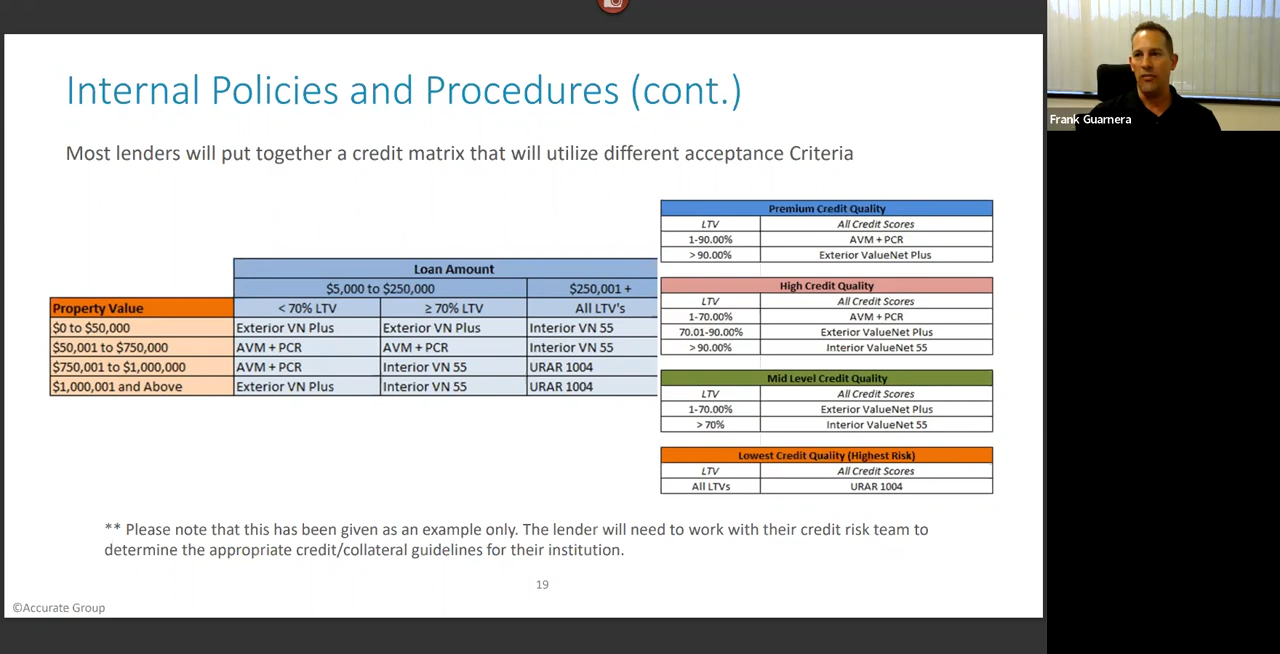 Internal Policies and Procedures (cont.)
Frank Guarnera
Most lenders will put together a credit matrix that will utilize different acceptance Criteria
Loan Amount
$5,000 to $250,000 $250,001 +
Property Value < 70% LTV ≥ 70% LTV All LTV's
$0 to $50,000 Exterior VN Plus Exterior VN Plus Interior VN 55
$50,001 to $750,000 AVM + PCR AVM + PCR Interior VN 55
$750,001 to $1,000,000 AVM + PCR Interior VN 55 URAR 1004
$1,000,001 and Above Exterior VN Plus Interior VN 55 URAR 1004
Premium Credit Quality
LTV All Credit Scores
1-90.00% AVM + PCR
> 90.00% Exterior ValueNet Plus
High Credit Quality
LTV All Credit Scores
1-70.00% AVM + PCR
70.01-90.00% Exterior ValueNet Plus
> 90.00% Interior ValueNet 55
Mid Level Credit Quality
LTV All Credit Scores
1-70.00% Exterior ValueNet Plus
> 70% Interior ValueNet 55
Lowest Credit Quality (Highest Risk)
LTV All Credit Scores
All LTVs URAR 1004
** Please note that this has been given as an example only. The lender will need to work with their credit risk team to
determine the appropriate credit/collateral guidelines for their institution.
19
©Accurate Group